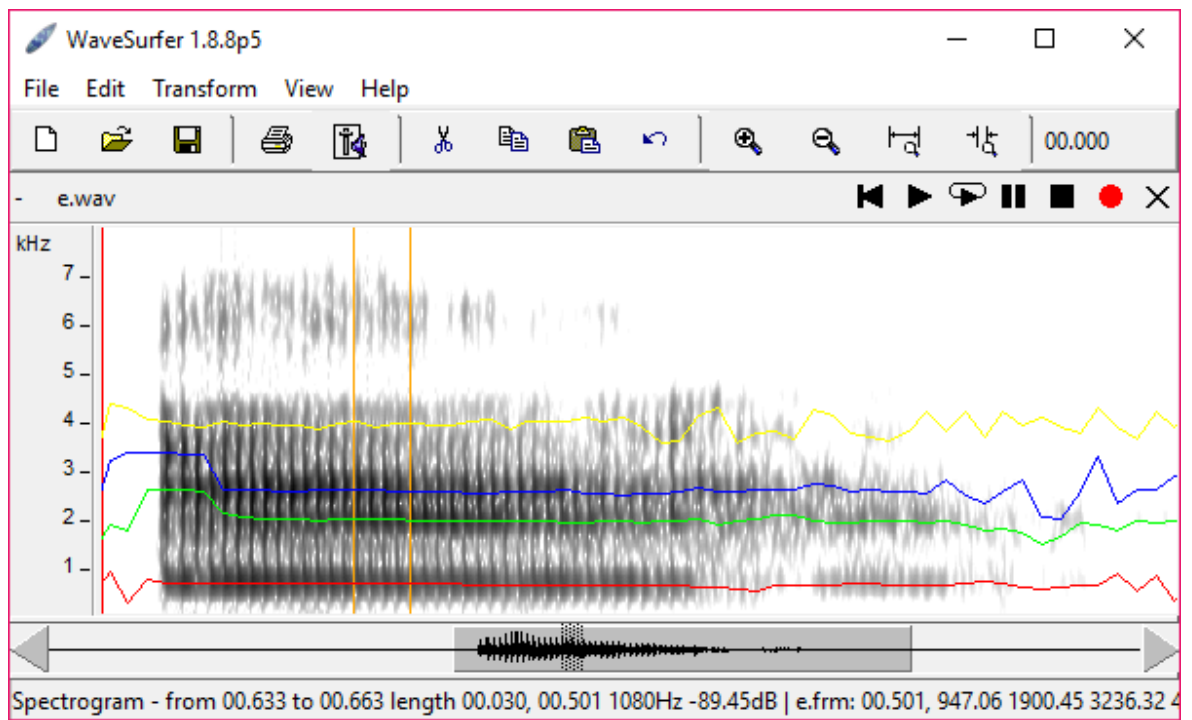 WaveSurfer 1.8.8p5
File Edit Transform View Help
00.000
- e.wav
kHz
7
6
5
4
3
2
1
Spectrogram - from 00.633 to 00.663 length 00.030, 00.501 1080Hz -89.45dB | e.frm: 00.501, 947.06 1900.45 3236.32 4